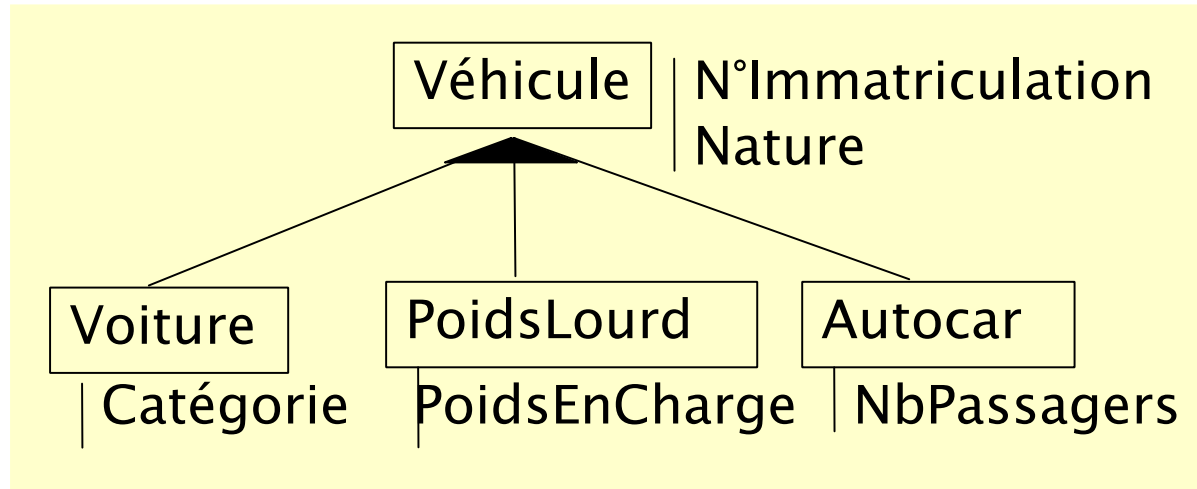 Véhicule
N°Immatriculation
Nature
Voiture
PoidsLourd
Autocar
Catégorie
PoidsEnCharge
NbPassagers